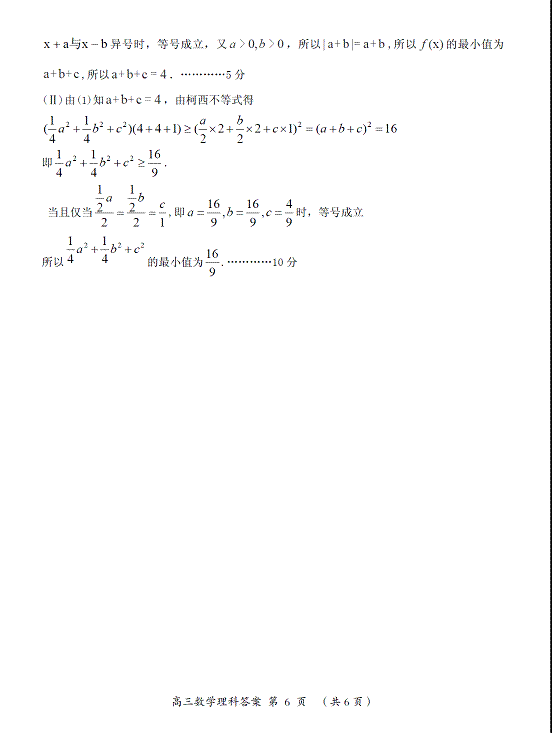 x + a与x − b 异号时，等号成立，又 a > 0,b > 0 ，所以 | a + b |= a + b ,所以 f (x) 的最小值为
a+b+c ,所以 a+b+c = 4 ．…………5 分
(Ⅱ)由(1)知 a+b+c = 4 ，由柯西不等式得
(1/4 a² + 1/4 b² + c²)(4+4+1) ≥ (a/2 × 2 + b/2 × 2 + c × 1)² = (a+b+c)² = 16
即 1/4 a² + 1/4 b² + c² ≥ 16/9 ．
当且仅当 (1/2 a)/2 = (1/2 b)/2 = c/1 ,即 a = 16/9 , b = 16/9 , c = 4/9 时，等号成立
所以 1/4 a² + 1/4 b² + c² 的最小值为 16/9 ．…………10 分
高三数学理科答案 第 6 页 （共 6 页）